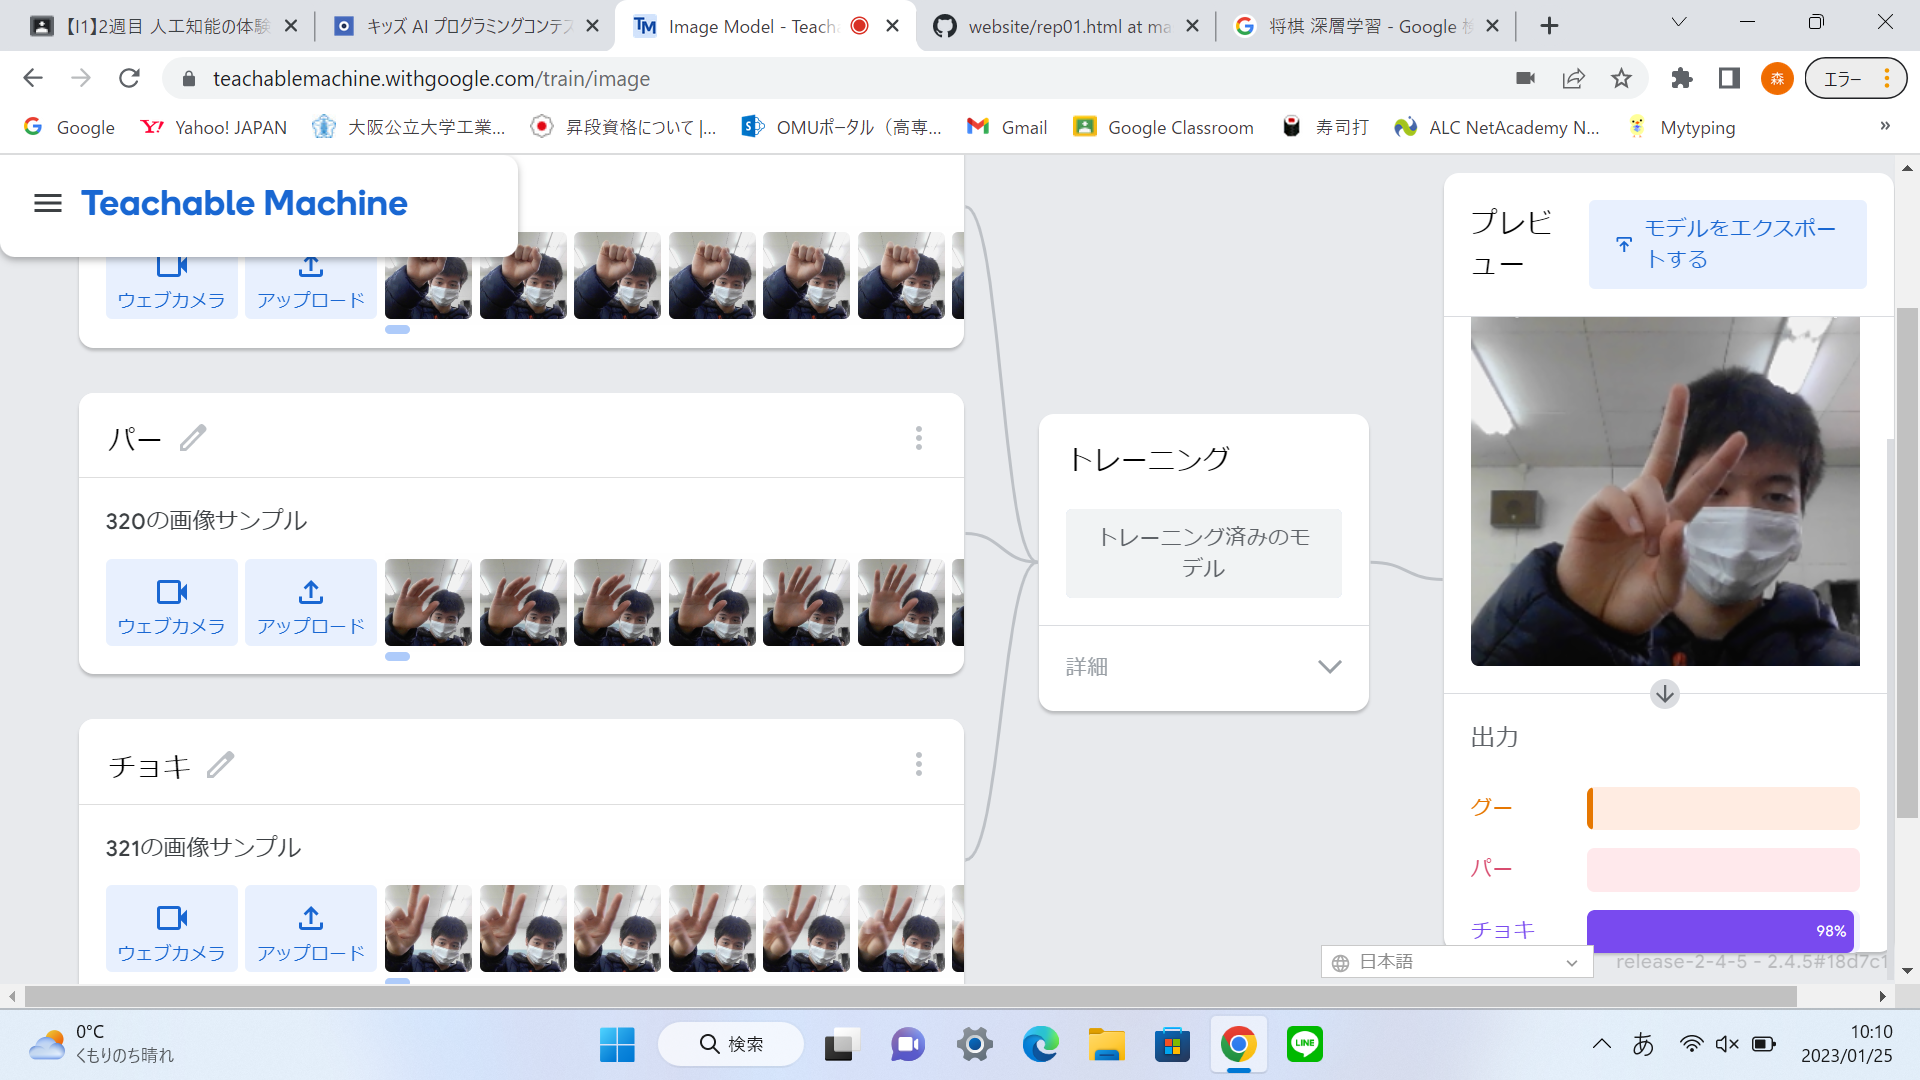 【I1】2週目 人工知能の体験
キッズ AI プログラミングコンテス
TM Image Model - Teach
website/rep01.html at ma
将棋 深層学習 - Google 検
teachablemachine.withgoogle.com/train/image
森
エラー
Google
Yahoo! JAPAN
大阪公立大学工業...
昇段資格について |...
OMUポータル（高専...
Gmail
Google Classroom
寿司打
ALC NetAcademy N...
Mytyping
»
Teachable Machine
ウェブカメラ
アップロード
パー
320の画像サンプル
ウェブカメラ
アップロード
チョキ
321の画像サンプル
ウェブカメラ
アップロード
トレーニング
トレーニング済みのモ
デル
詳細
プレビ
ュー
モデルをエクスポー
トする
出力
グー
パー
チョキ
98%
日本語
release-2-4-5 - 2.4.5#18d7c1
0°C
くもりのち晴れ
検索
LINE
あ
10:10
2023/01/25